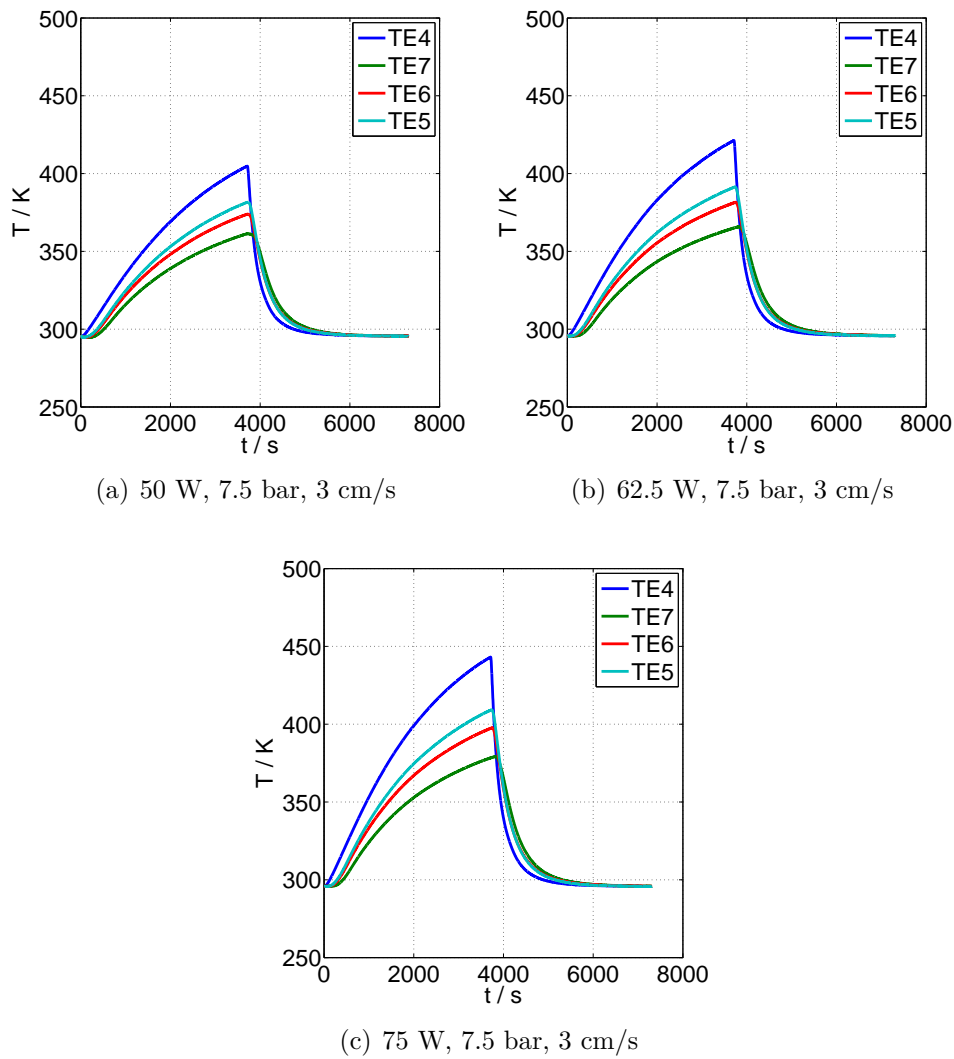 500
450
400
350
300
250
T / K
0 2000 4000 6000 8000
t / s
TE4
TE7
TE6
TE5
(a) 50 W, 7.5 bar, 3 cm/s
500
450
400
350
300
250
T / K
0 2000 4000 6000 8000
t / s
TE4
TE7
TE6
TE5
(b) 62.5 W, 7.5 bar, 3 cm/s
500
450
400
350
300
250
T / K
0 2000 4000 6000 8000
t / s
TE4
TE7
TE6
TE5
(c) 75 W, 7.5 bar, 3 cm/s